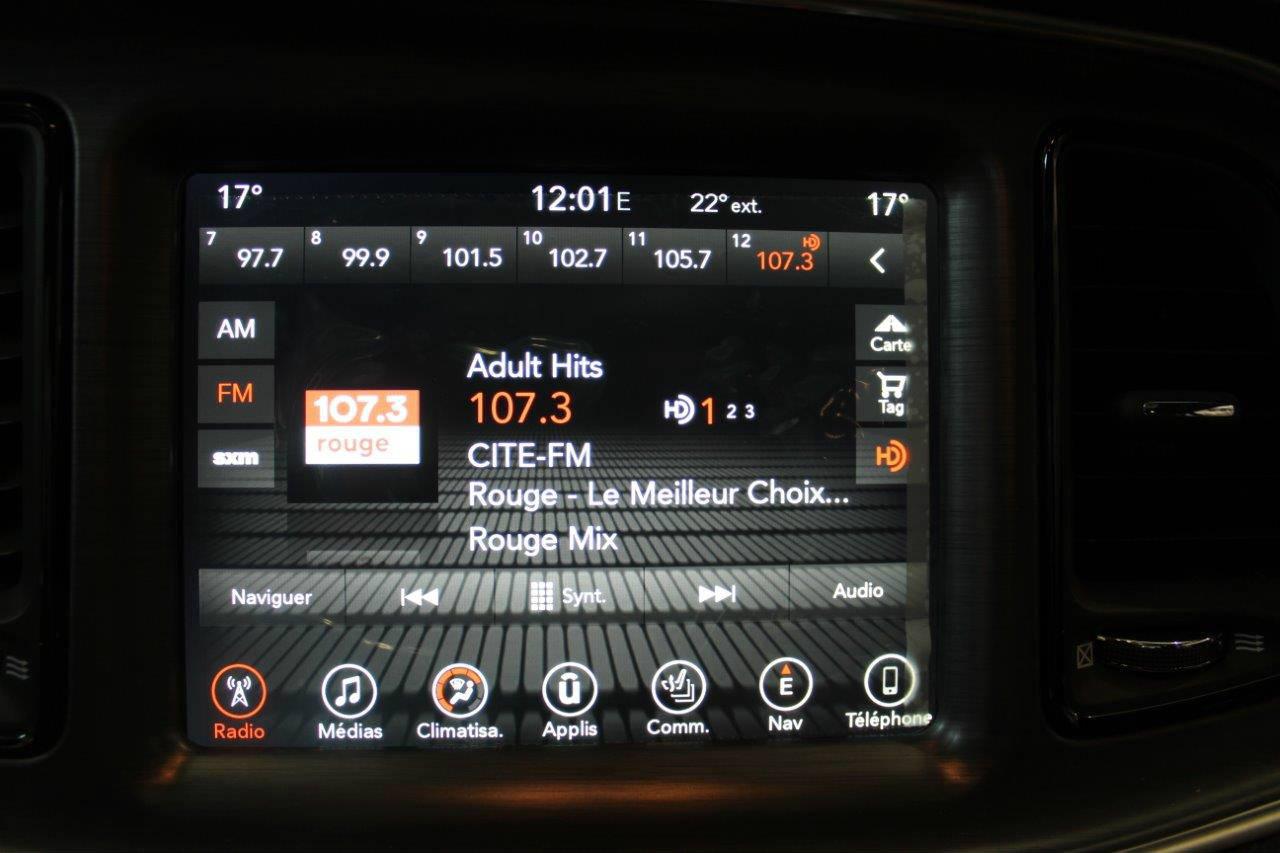 17° 12:01 E 22° ext. 17°
7 97.7 8 99.9 9 101.5 10 102.7 11 105.7 12 107.3 HD
AM
FM
sxm
107.3
rouge
Adult Hits
107.3 HD 1 2 3
CITE-FM
Rouge - Le Meilleur Choix...
Rouge Mix
Carte
Tag
HD
Naviguer Synt. Audio
û E
Radio Médias Climatisa. Applis Comm. Nav Téléphone